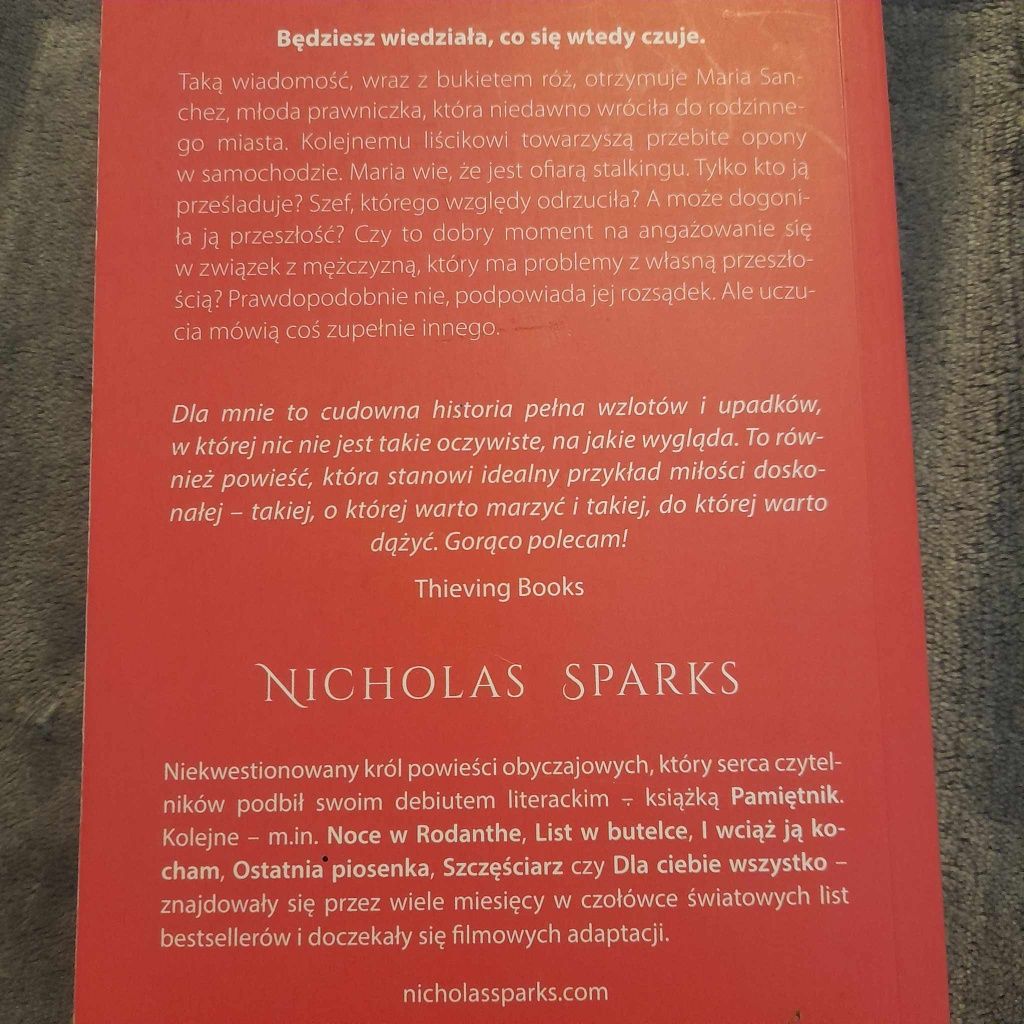 Będziesz wiedziała, co się wtedy czuje.
Taką wiadomość, wraz z bukietem róż, otrzymuje Maria San-
chez, młoda prawniczka, która niedawno wróciła do rodzinne-
go miasta. Kolejnemu liścikowi towarzyszą przebite opony
w samochodzie. Maria wie, że jest ofiarą stalkingu. Tylko kto ją
prześladuje? Szef, którego względy odrzuciła? A może dogoni-
ła ją przeszłość? Czy to dobry moment na angażowanie się
w związek z mężczyzną, który ma problemy z własną przeszło-
ścią? Prawdopodobnie nie, podpowiada jej rozsądek. Ale uczu-
cia mówią coś zupełnie innego.
Dla mnie to cudowna historia pełna wzlotów i upadków,
w której nic nie jest takie oczywiste, na jakie wygląda. To rów-
nież powieść, która stanowi idealny przykład miłości dosko-
nałej – takiej, o której warto marzyć i takiej, do której warto
dążyć. Gorąco polecam!
Thieving Books
NICHOLAS SPARKS
Niekwestionowany król powieści obyczajowych, który serca czytel-
ników podbił swoim debiutem literackim – książką Pamiętnik.
Kolejne – m.in. Noce w Rodanthe, List w butelce, I wciąż ją ko-
cham, Ostatnia piosenka, Szczęściarz czy Dla ciebie wszystko –
znajdowały się przez wiele miesięcy w czołówce światowych list
bestsellerów i doczekały się filmowych adaptacji.
nicholassparks.com